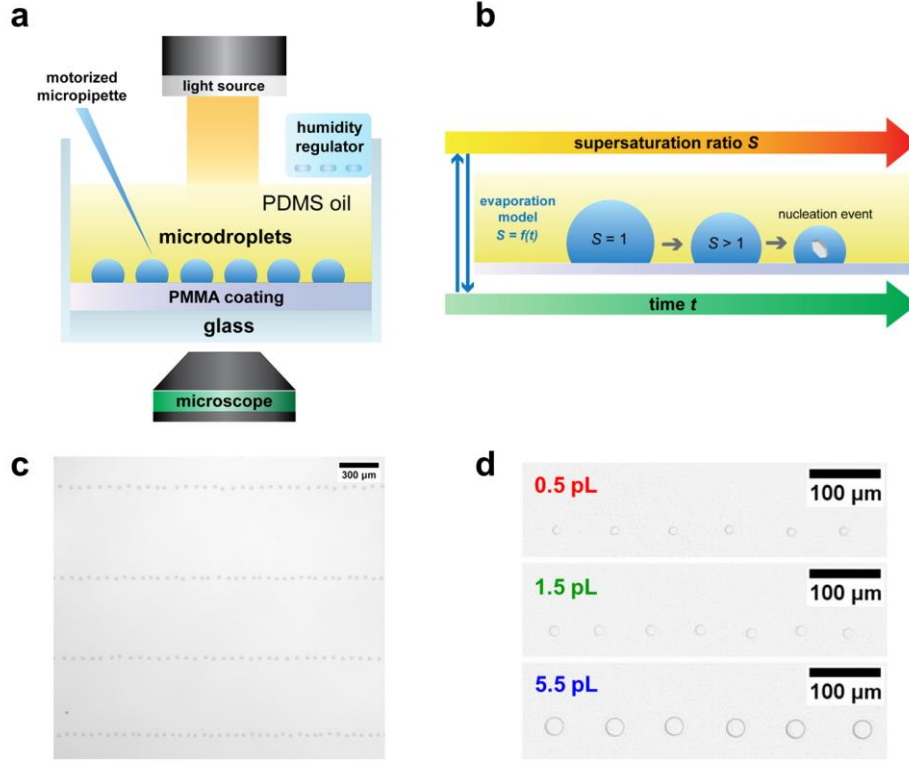 a
motorized
micropipette
light source
humidity
regulator
PDMS oil
microdroplets
PMMA coating
glass
microscope
b
supersaturation ratio S
evaporation
model
S = f(t)
nucleation event
S = 1
S > 1
time t
c
300 µm
d
0.5 pL
100 µm
1.5 pL
100 µm
5.5 pL
100 µm